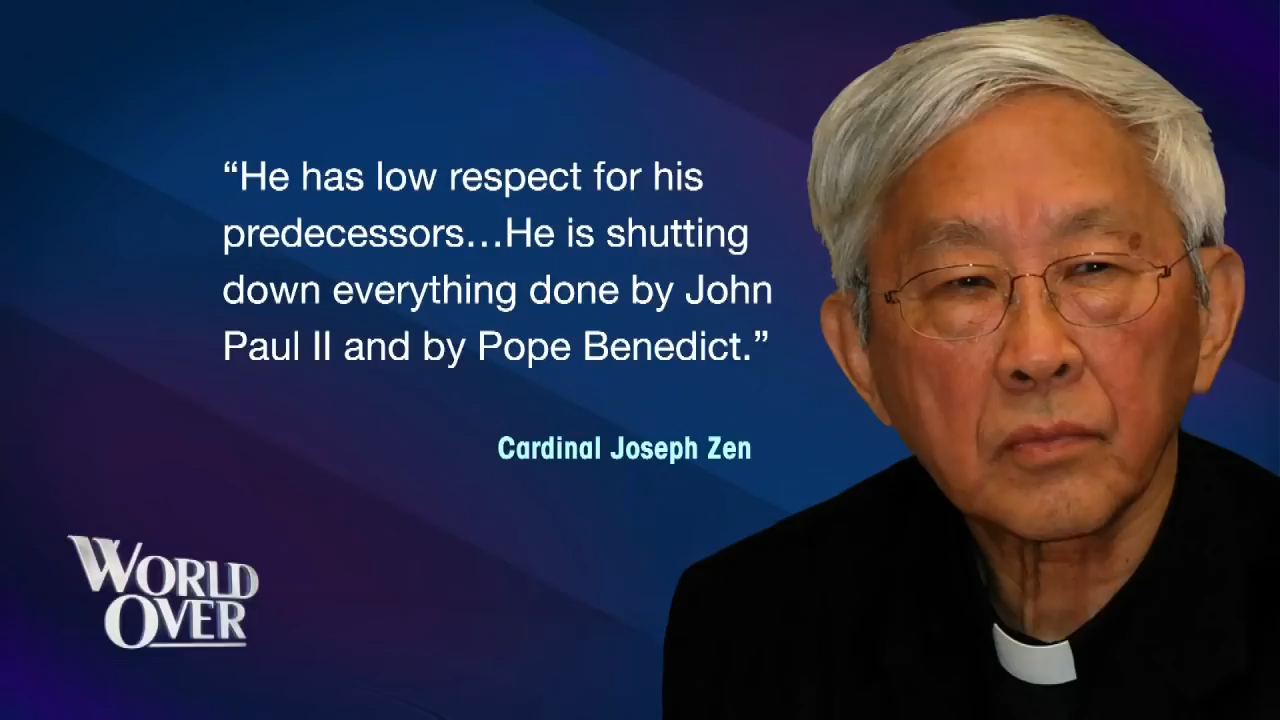 “He has low respect for his
predecessors…He is shutting
down everything done by John
Paul II and by Pope Benedict.”
Cardinal Joseph Zen
WORLD
OVER